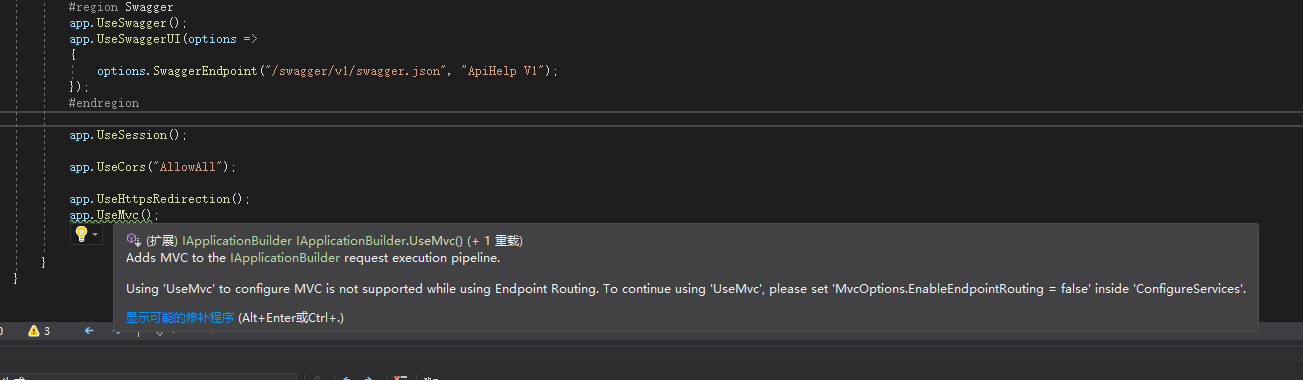 #region Swagger
app.UseSwagger();
app.UseSwaggerUI(options =>
{
options.SwaggerEndpoint("/swagger/v1/swagger.json", "ApiHelp V1");
});
#endregion
app.UseSession();
app.UseCors("AllowAll");
app.UseHttpsRedirection();
app.UseMvc();
(扩展) IApplicationBuilder IApplicationBuilder.UseMvc() (+ 1 重载)
Adds MVC to the IApplicationBuilder request execution pipeline.
Using 'UseMvc' to configure MVC is not supported while using Endpoint Routing. To continue using 'UseMvc', please set 'MvcOptions.EnableEndpointRouting = false' inside 'ConfigureServices'.
显示可能的修补程序 (Alt+Enter或Ctrl+.)
}
}
0 3